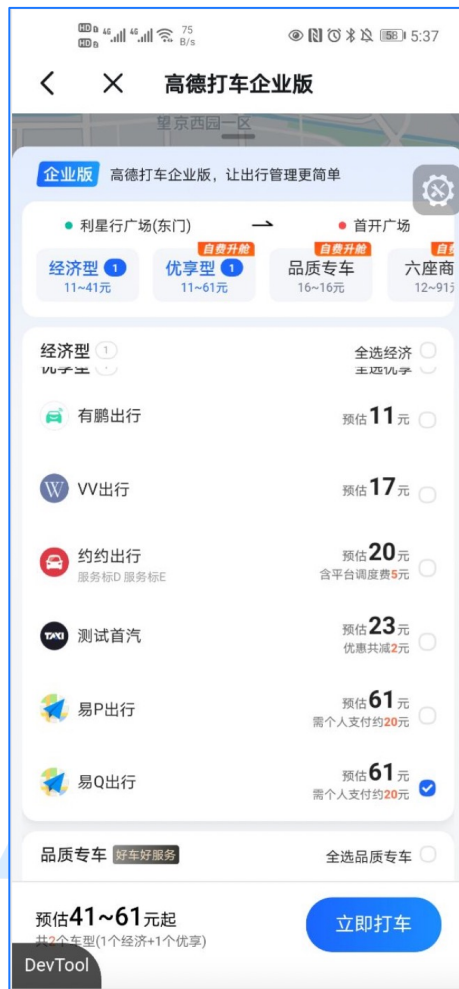 HD 4G 4G 75 B/s 58 5:37
HD
高德打车企业版
望京西园一区
企业版 高德打车企业版，让出行管理更简单
利星行广场(东门) → 首开广场
自费升舱 自费升舱 自费
经济型 1 优享型 1 品质专车 六座商
11~41元 11~61元 16~16元 12~91
经济型 1 全选经济
优享型 1 全选优享
有鹏出行 预估11元
VV出行 预估17元
约约出行 预估20元
服务标D 服务标E 含平台调度费5元
TAXI 测试首汽 预估23元
优惠共减2元
易P出行 预估61元
需个人支付约20元
易Q出行 预估61元
需个人支付约20元
品质专车 好车好服务 全选品质专车
预估41~61元起 立即打车
共2个车型(1个经济+1个优享)
DevTool